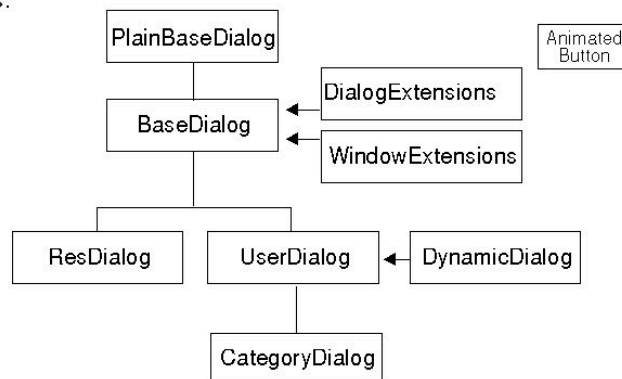 PlainBaseDialog
Animated
Button
DialogExtensions
BaseDialog
WindowExtensions
ResDialog
UserDialog
DynamicDialog
CategoryDialog